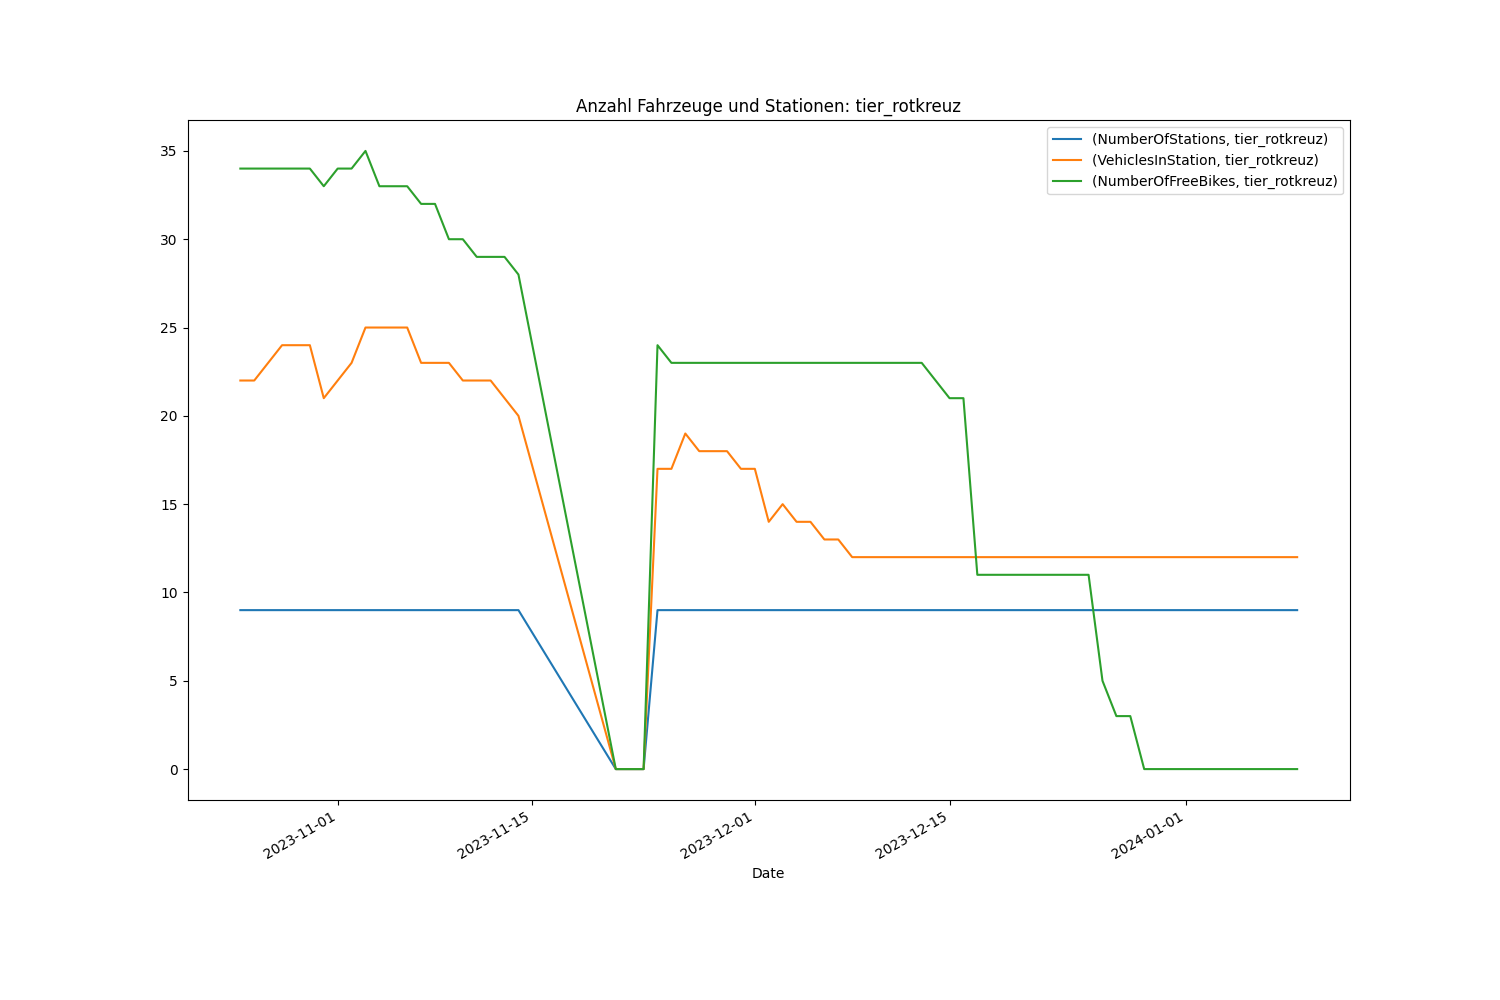 Anzahl Fahrzeuge und Stationen: tier_rotkreuz
(NumberOfStations, tier_rotkreuz)
(VehiclesInStation, tier_rotkreuz)
(NumberOfFreeBikes, tier_rotkreuz)
35
30
25
20
15
10
5
0
2023-11-01
2023-11-15
2023-12-01
2023-12-15
2024-01-01
Date